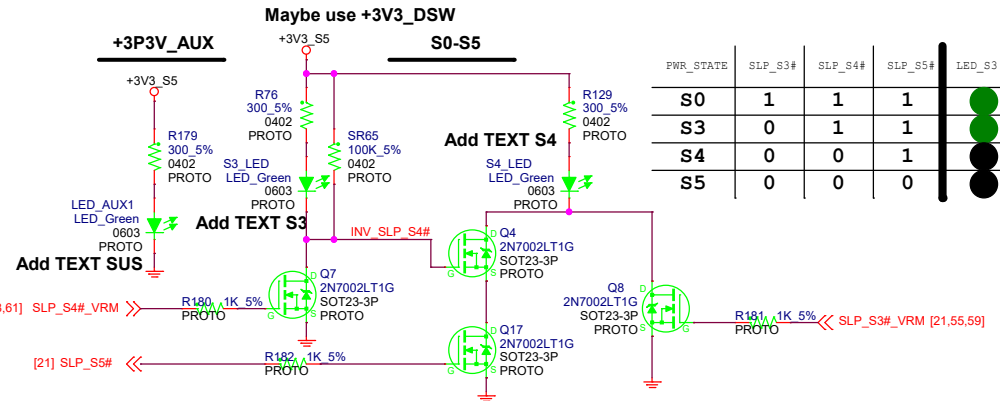 Maybe use +3V3_DSW
+3P3V_AUX
+3V3_S5
S0-S5
+3V3_S5
R179
300_5%
0402
PROTO
LED_AUX1
LED_Green
0603
PROTO
Add TEXT SUS
R76
300_5%
0402
PROTO
SR65
100K_5%
0402
PROTO
S3_LED
LED_Green
0603
PROTO
Add TEXT S3
R129
300_5%
0402
PROTO
Add TEXT S4
S4_LED
LED_Green
0603
PROTO
INV_SLP_S4#
D
G
S
Q4
2N7002LT1G
SOT23-3P
PROTO
D
G
S
Q7
2N7002LT1G
SOT23-3P
PROTO
D
G
S
Q8
2N7002LT1G
SOT23-3P
PROTO
D
G
S
Q17
2N7002LT1G
SOT23-3P
PROTO
,61] SLP_S4#_VRM
R180 1K_5%
PROTO
[21] SLP_S5#
R182 1K_5%
PROTO
R181 1K_5%
PROTO
SLP_S3#_VRM [21,55,59]
PWR_STATE SLP_S3# SLP_S4# SLP_S5# LED_S3
S0 1 1 1
S3 0 1 1
S4 0 0 1
S5 0 0 0